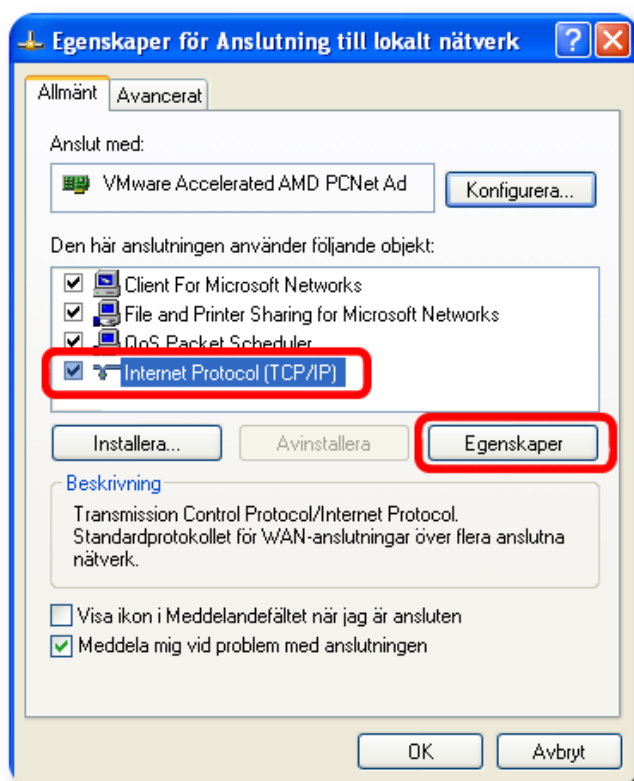 Egenskaper för Anslutning till lokalt nätverk
Allmänt Avancerat
Anslut med:
VMware Accelerated AMD PCNet Ad
Konfigurera...
Den här anslutningen använder följande objekt:
Client For Microsoft Networks
File and Printer Sharing for Microsoft Networks
QoS Packet Scheduler
Internet Protocol (TCP/IP)
Installera... Avinstallera Egenskaper
Beskrivning
Transmission Control Protocol/Internet Protocol.
Standardprotokollet för WAN-anslutningar över flera anslutna
nätverk.
Visa ikon i Meddelandefältet när jag är ansluten
Meddela mig vid problem med anslutningen
OK Avbryt